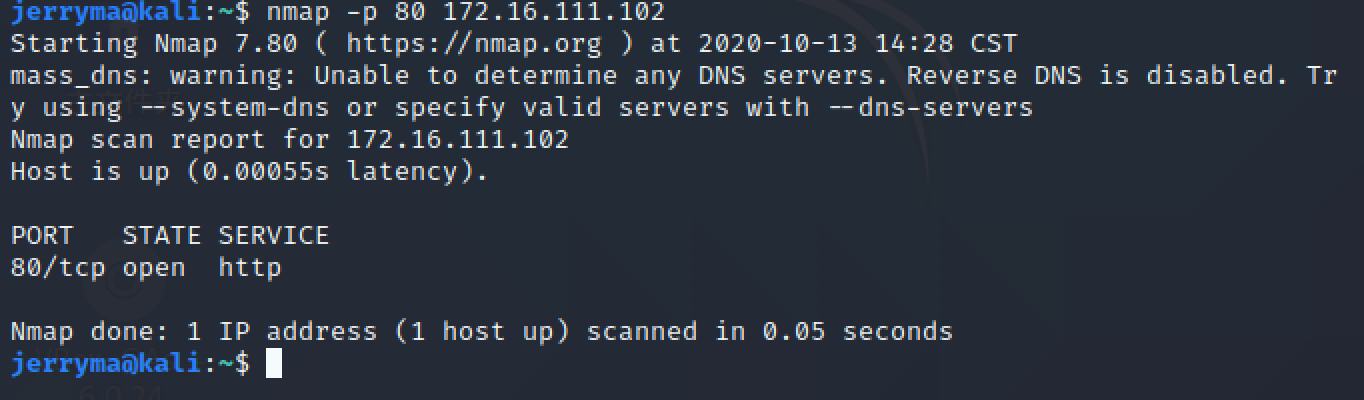 jerryma@kali:~$ nmap -p 80 172.16.111.102
Starting Nmap 7.80 ( https://nmap.org ) at 2020-10-13 14:28 CST
mass_dns: warning: Unable to determine any DNS servers. Reverse DNS is disabled. Tr
y using --system-dns or specify valid servers with --dns-servers
Nmap scan report for 172.16.111.102
Host is up (0.00055s latency).
PORT   STATE SERVICE
80/tcp open  http
Nmap done: 1 IP address (1 host up) scanned in 0.05 seconds
jerryma@kali:~$